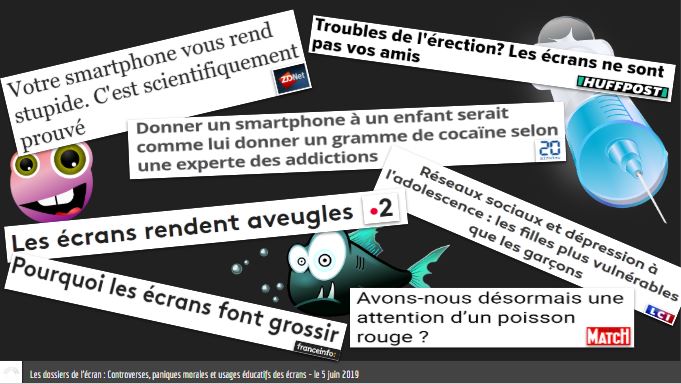 Votre smartphone vous rend
stupide. C'est scientifiquement
prouvé
ZDNet
Troubles de l'érection? Les écrans ne sont
pas vos amis
HUFFPOST
Donner un smartphone à un enfant serait
comme lui donner un gramme de cocaïne selon
une experte des addictions
20
MINUTES
Réseaux sociaux et dépression à
l'adolescence : les filles plus vulnérables
que les garçons
LCI
Les écrans rendent aveugles
2
Pourquoi les écrans font grossir
franceinfo:
Avons-nous désormais une
attention d'un poisson
rouge ?
MATCH
Les dossiers de l'écran : Controverses, paniques morales et usages éducatifs des écrans - le 5 juin 2019